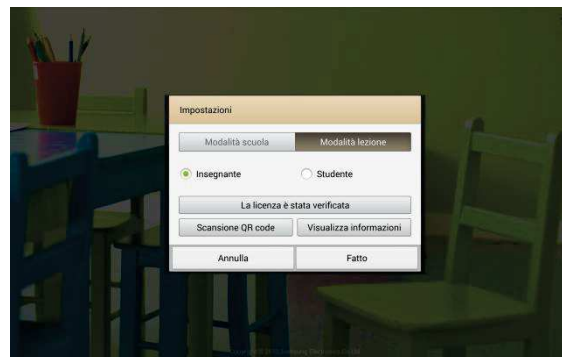 Impostazioni
Modalità scuola Modalità lezione
Insegnante Studente
La licenza è stata verificata
Scansione QR code Visualizza informazioni
Annulla Fatto